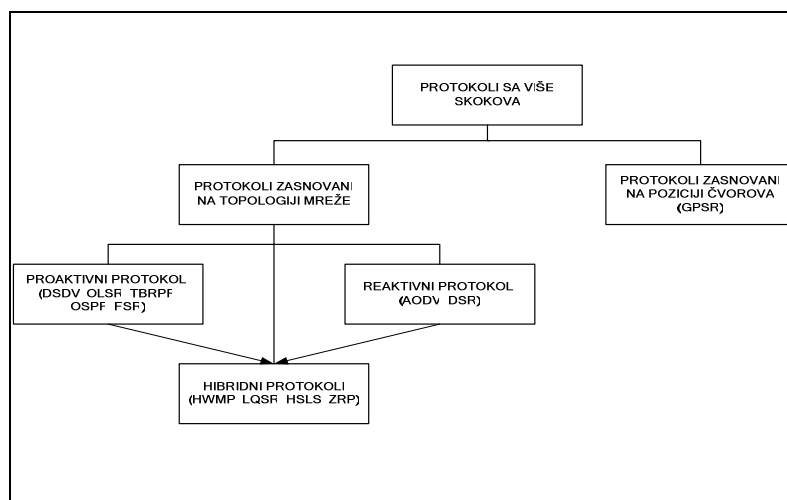 PROTOKOLI SA VIŠE
SKOKOVA
PROTOKOLI ZASNOVANI
NA TOPOLOGIJI MREŽE
PROTOKOLI ZASNOVANI
NA POZICIJI ČVOROVA
(GPSR)
PROAKTIVNI PROTOKOL
(DSDV OLSR TBRPF
OSPF FSR)
REAKTIVNI PROTOKOL
(AODV DSR)
HIBRIDNI PROTOKOLI
(HWMP LQSR HSLS ZRP)